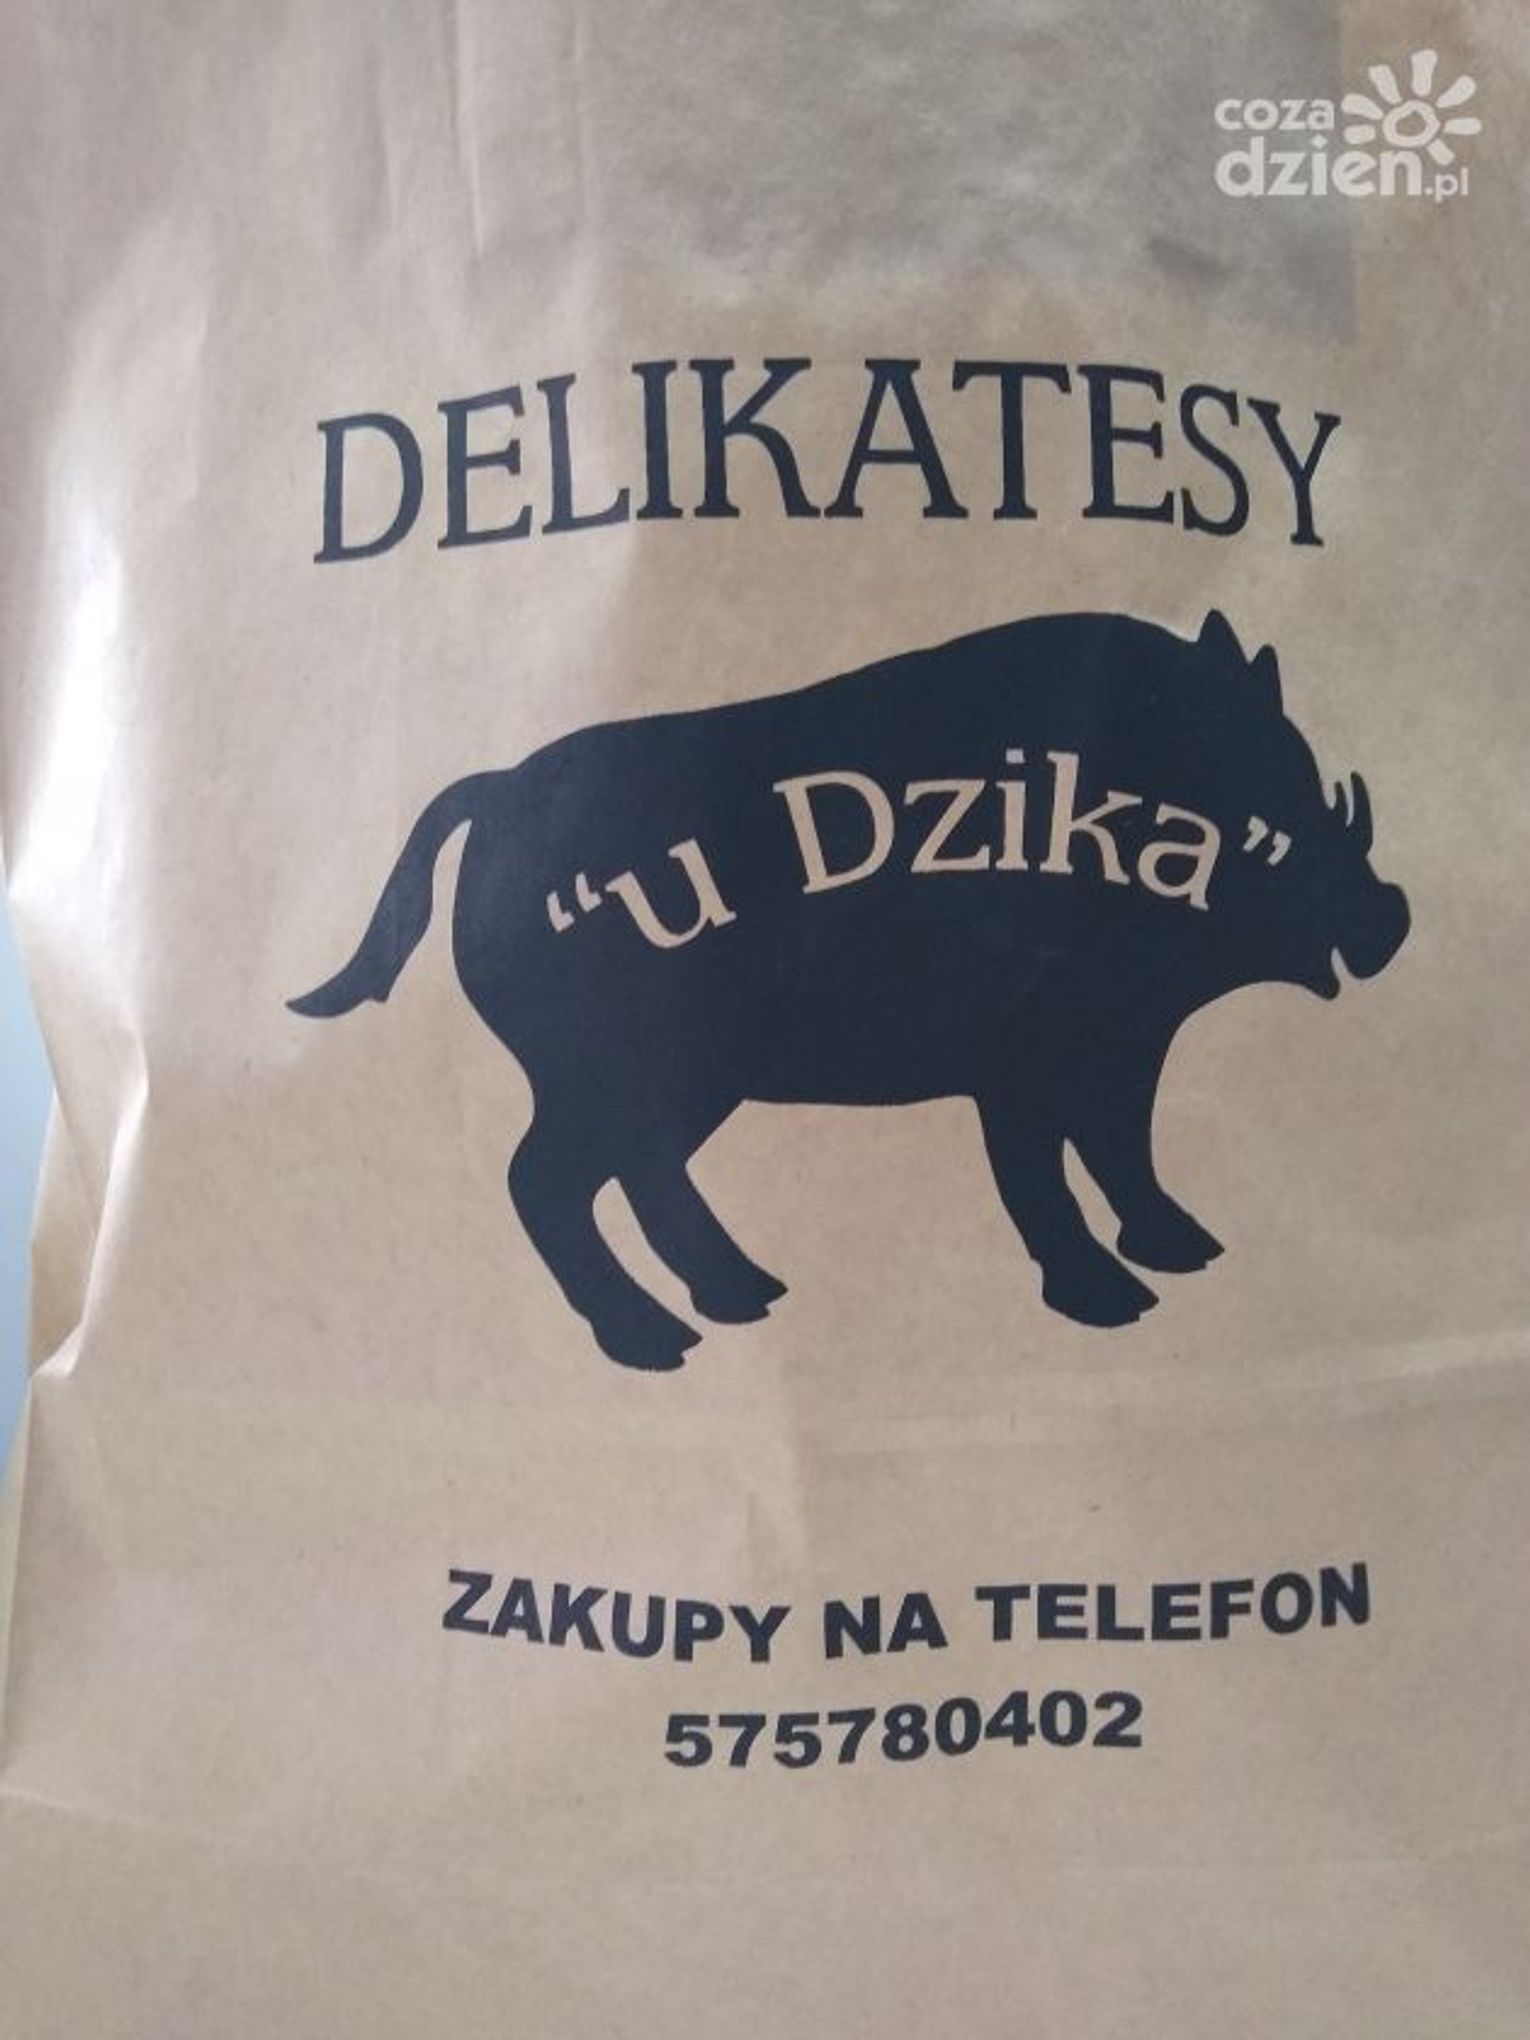 coza
dzien.pl
DELIKATESY
“u Dzika”
ZAKUPY NA TELEFON
575780402